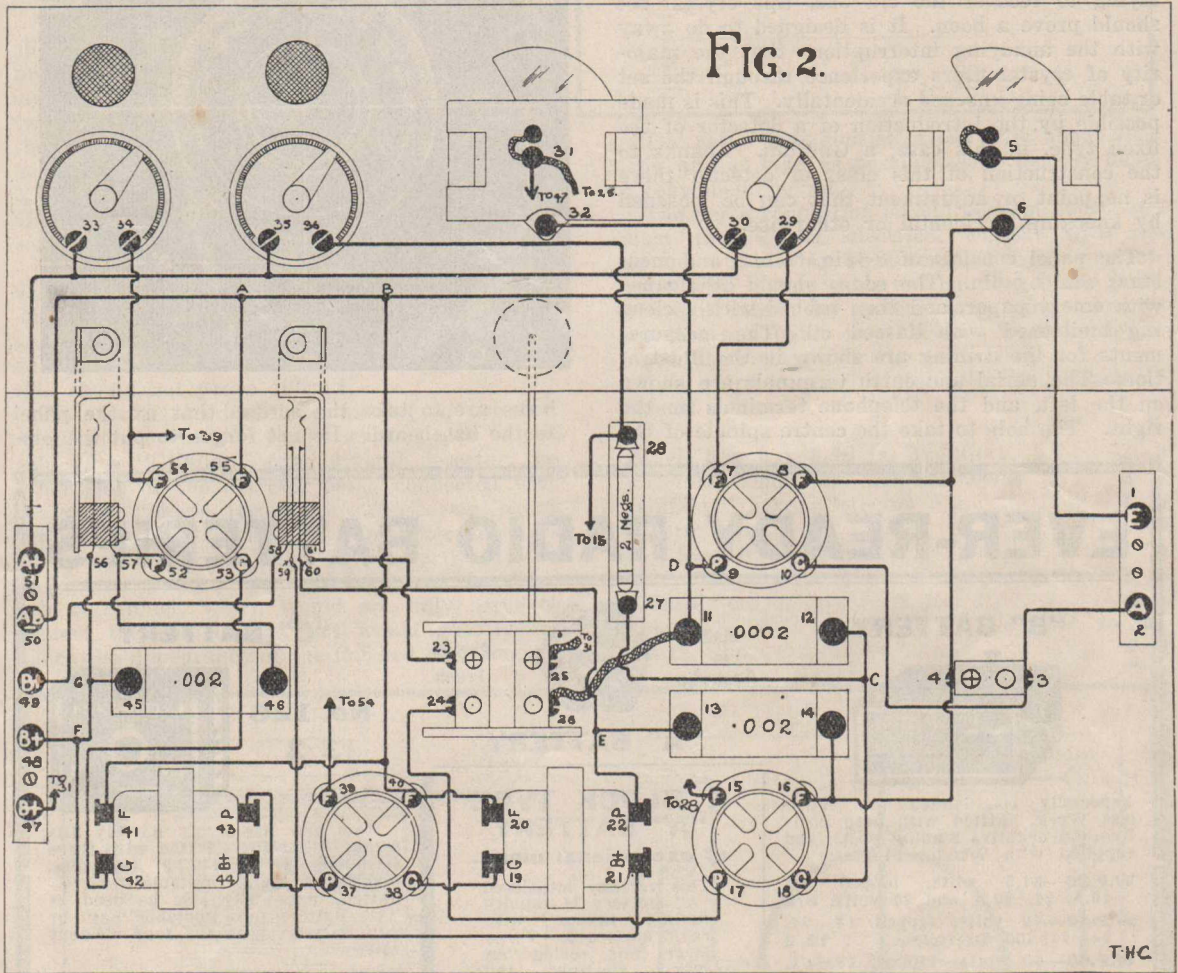 FIG. 2.
33
34
35
36
31
To 47
To 25.
32
30
29
5
6
A
B
To 39
54
55
F
F
56
57
P
52
53
G
58
59
61
60
28
To 15
2 Megs.
27
7
8
F
F
D
P
9
10
G
1
E
A
2
A+
51
A-
50
B-
49
B+
48
To 31
B+
47
G
F
45
.002
46
23
24
To 31
25
26
E
11
.0002
12
C
13
.002
14
4
3
To 54
F
41
G
42
P
43
B+
44
39
40
F
F
P
37
38
G
F
20
G
19
P
22
B+
21
To 28
15
16
F
F
P
17
18
G
T.H.C.